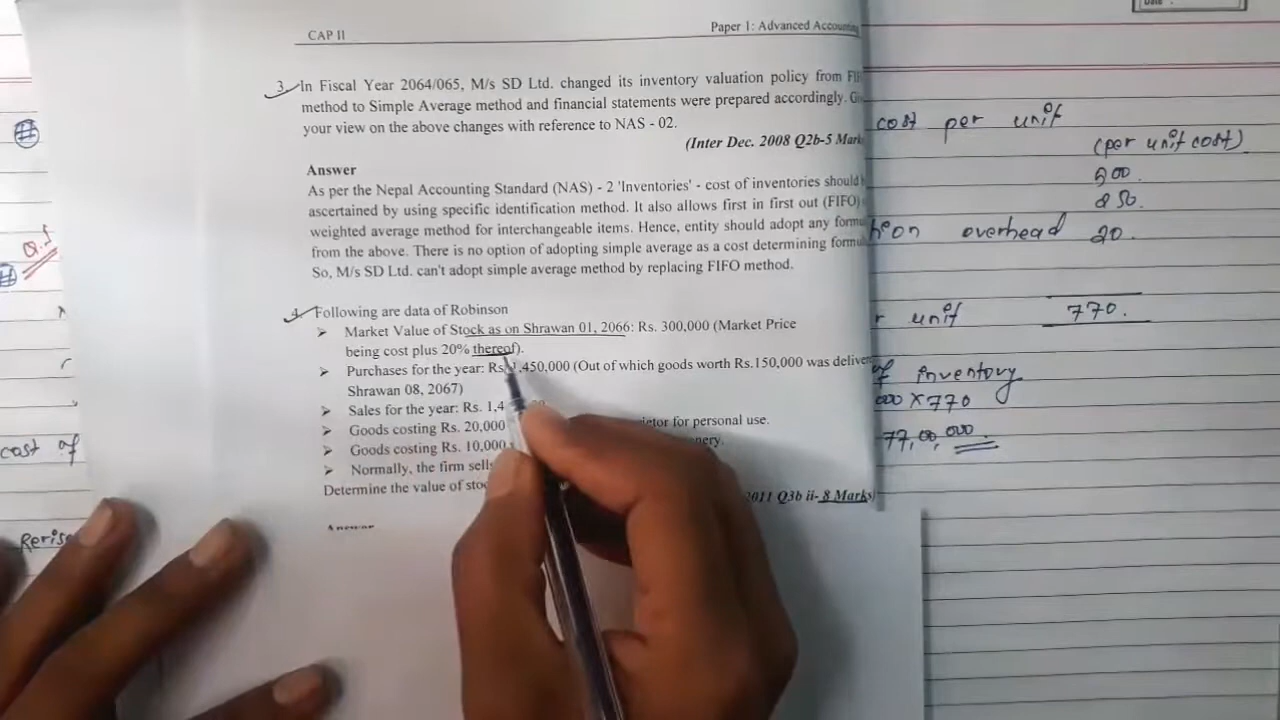 CAP II
Paper 1: Advanced Accounting
3. In Fiscal Year 2064/065, M/s SD Ltd. changed its inventory valuation policy from
method to Simple Average method and financial statements were prepared accordingly.
your view on the above changes with reference to NAS - 02.
(Inter Dec. 2008 Q2b-5 Mark
Answer
As per the Nepal Accounting Standard (NAS) - 2 'Inventories' - cost of inventories should
ascertained by using specific identification method. It also allows first in first out (FIFO)
weighted average method for interchangeable items. Hence, entity should adopt any
from the above. There is no option of adopting simple average as a cost determining
So, M/s SD Ltd. can't adopt simple average method by replacing FIFO method.
4. Following are data of Robinson
➢ Market Value of Stock as on Shrawan 01, 2066: Rs. 300,000 (Market Price
being cost plus 20% thereof).
➢ Purchases for the year: Rs. 1,450,000 (Out of which goods worth Rs.150,000 was
Shrawan 08, 2067)
➢ Sales for the year: Rs. 1,4
➢ Goods costing Rs. 20,000 for personal use.
➢ Goods costing Rs. 10,000
➢ Normally, the firm
Determine the value of
2011 Q3b ii- 8 Marks)
Answer
cost per unit
(per unit cost)
overhead 20.
unit 770.
of inventory
X 770
77,00,000.
Q.1
cost of